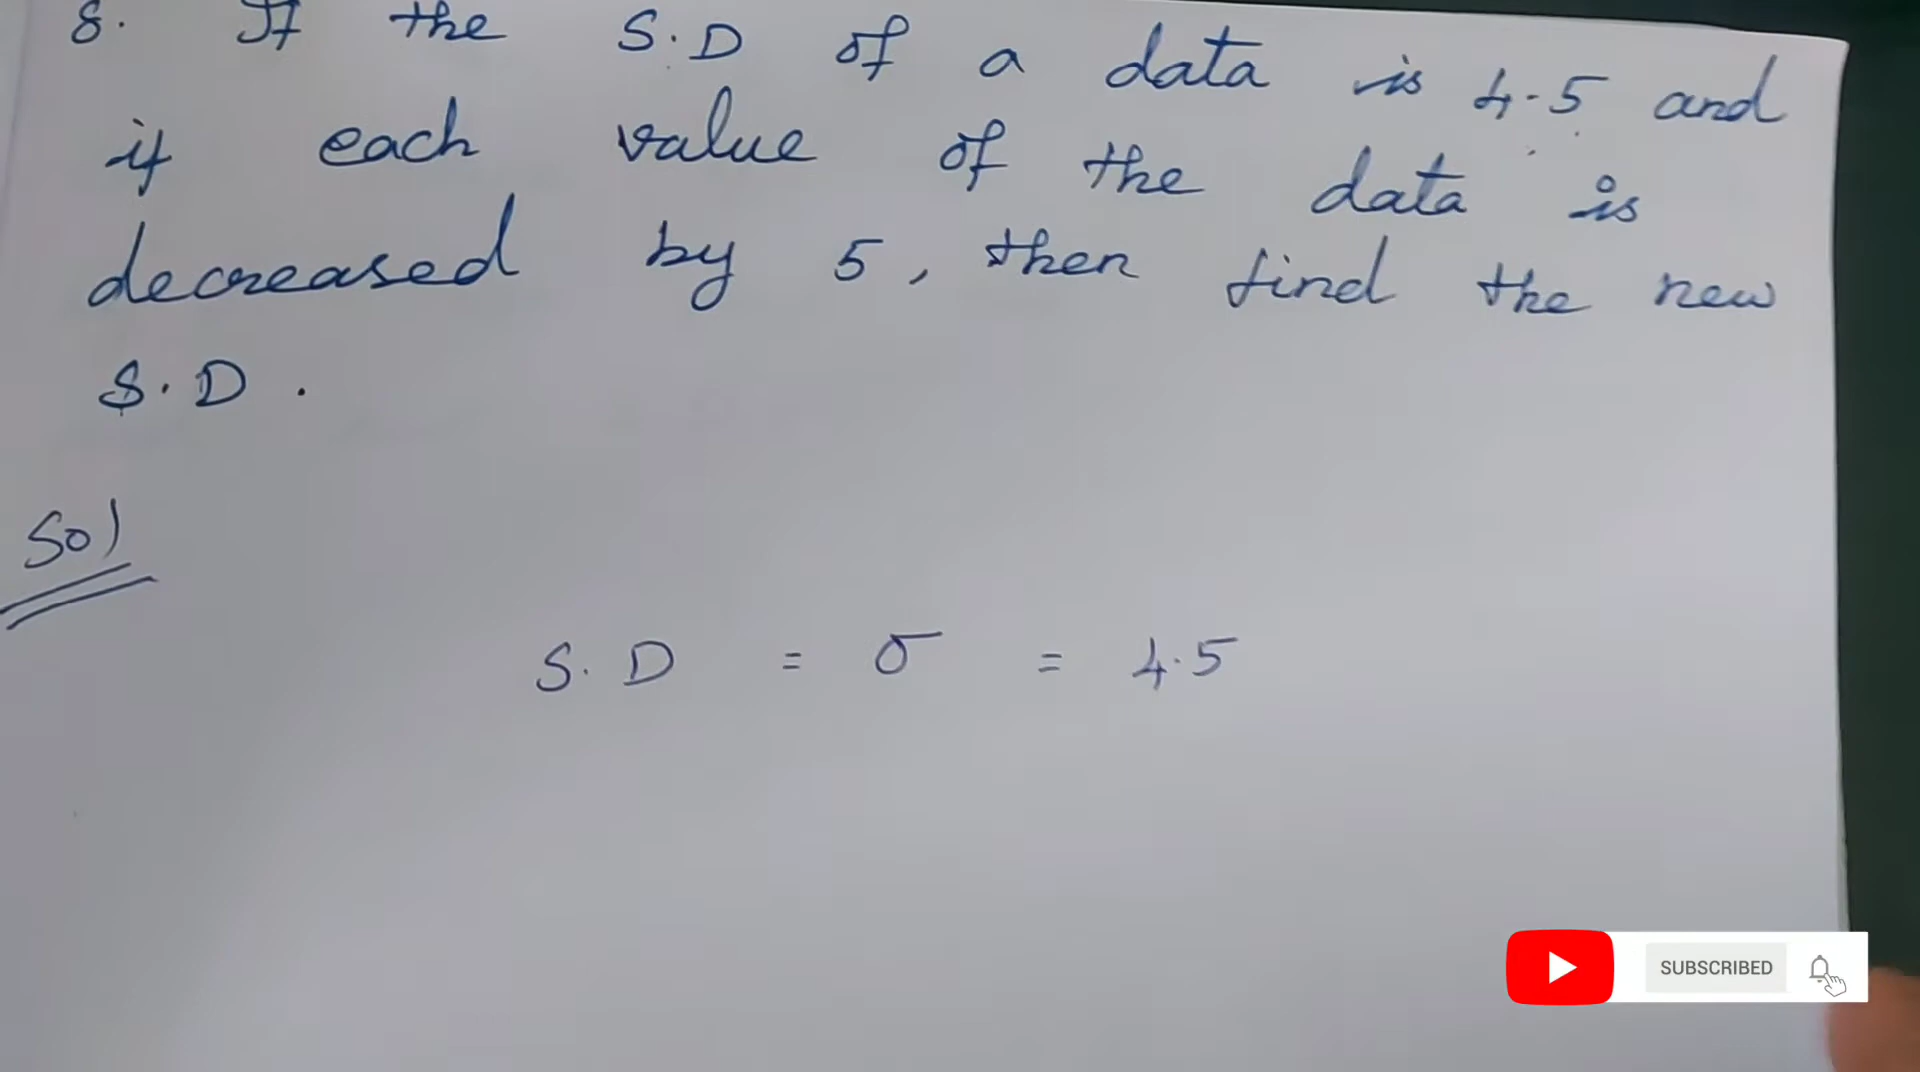 8. If the S.D of a data is 4.5 and
if each value of the data is
decreased by 5, then find the new
S.D.
Sol
S.D = σ = 4.5
SUBSCRIBED